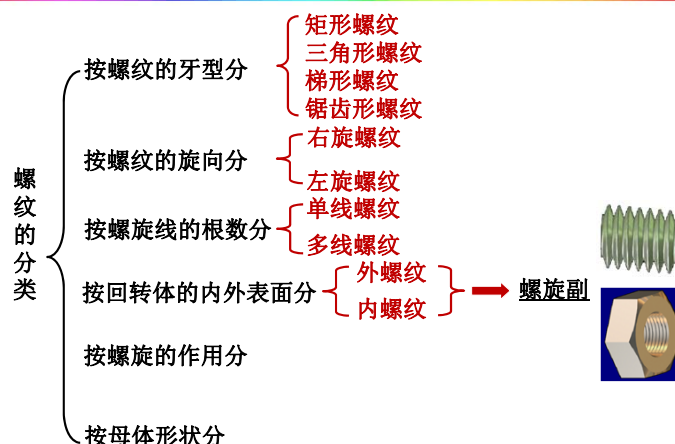 螺纹的分类
按螺纹的牙型分
矩形螺纹
三角形螺纹
梯形螺纹
锯齿形螺纹
按螺纹的旋向分
右旋螺纹
左旋螺纹
按螺旋线的根数分
单线螺纹
多线螺纹
按回转体的内外表面分
外螺纹
内螺纹
螺旋副
按螺旋的作用分
按母体形状分